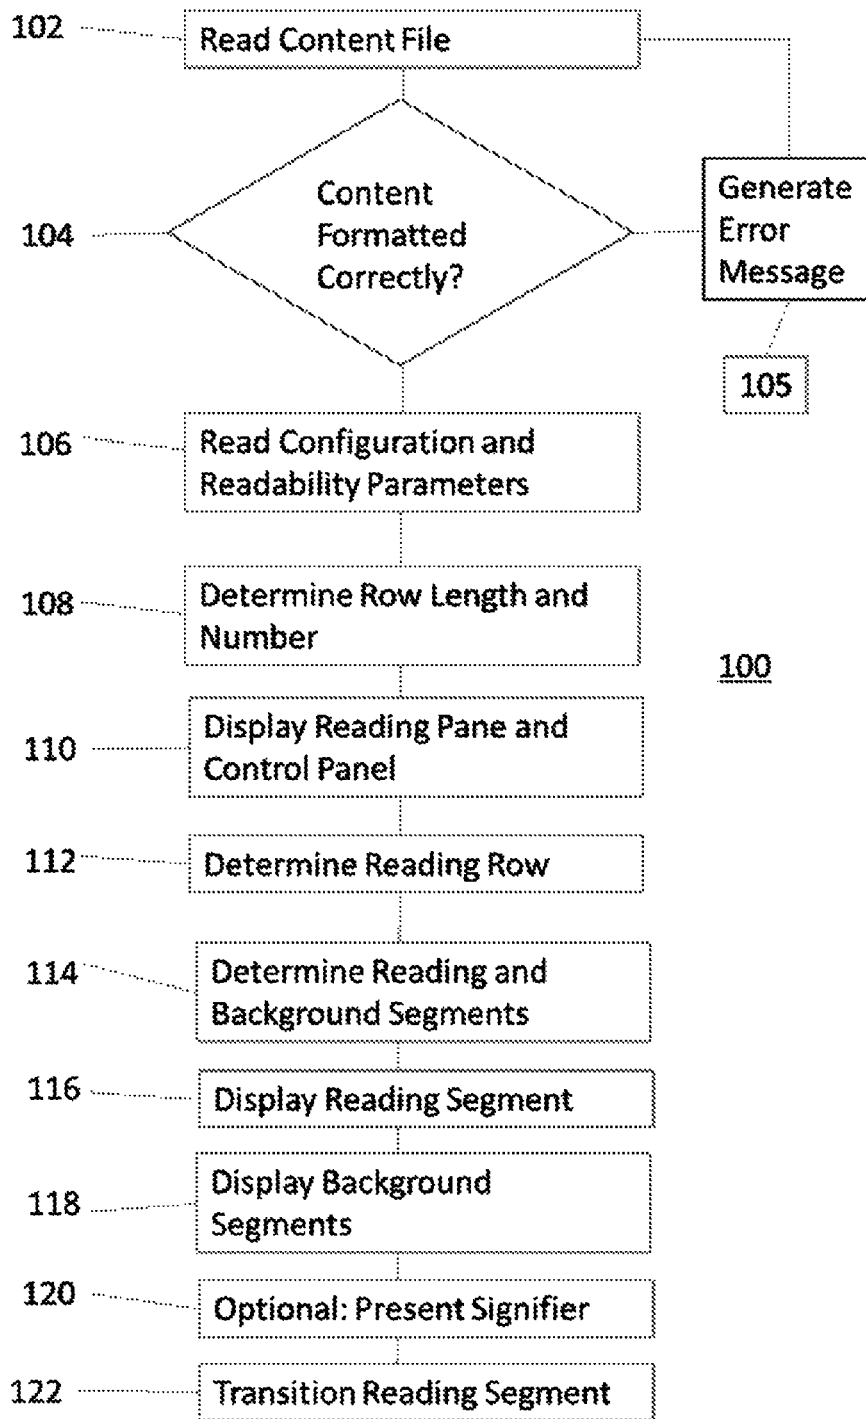 102
Read Content File
Content
Formatted
Correctly?
104
Generate
Error
Message
105
106
Read Configuration and
Readability Parameters
108
Determine Row Length and
Number
100
110
Display Reading Pane and
Control Panel
112
Determine Reading Row
114
Determine Reading and
Background Segments
116
Display Reading Segment
118
Display Background
Segments
120
Optional: Present Signifier
122
Transition Reading Segment